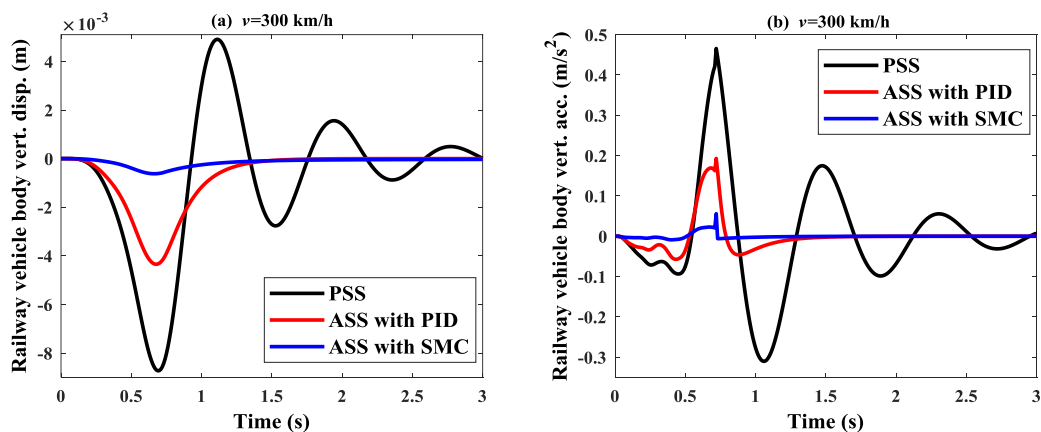 (a) v=300 km/h
×10⁻³
Railway vehicle body vert. disp. (m)
4
2
0
-2
-4
-6
-8
PSS
ASS with PID
ASS with SMC
0 0.5 1 1.5 2 2.5 3
Time (s)
(b) v=300 km/h
Railway vehicle body vert. acc. (m/s²)
0.5
0.4
0.3
0.2
0.1
0
-0.1
-0.2
-0.3
PSS
ASS with PID
ASS with SMC
0 0.5 1 1.5 2 2.5 3
Time (s)